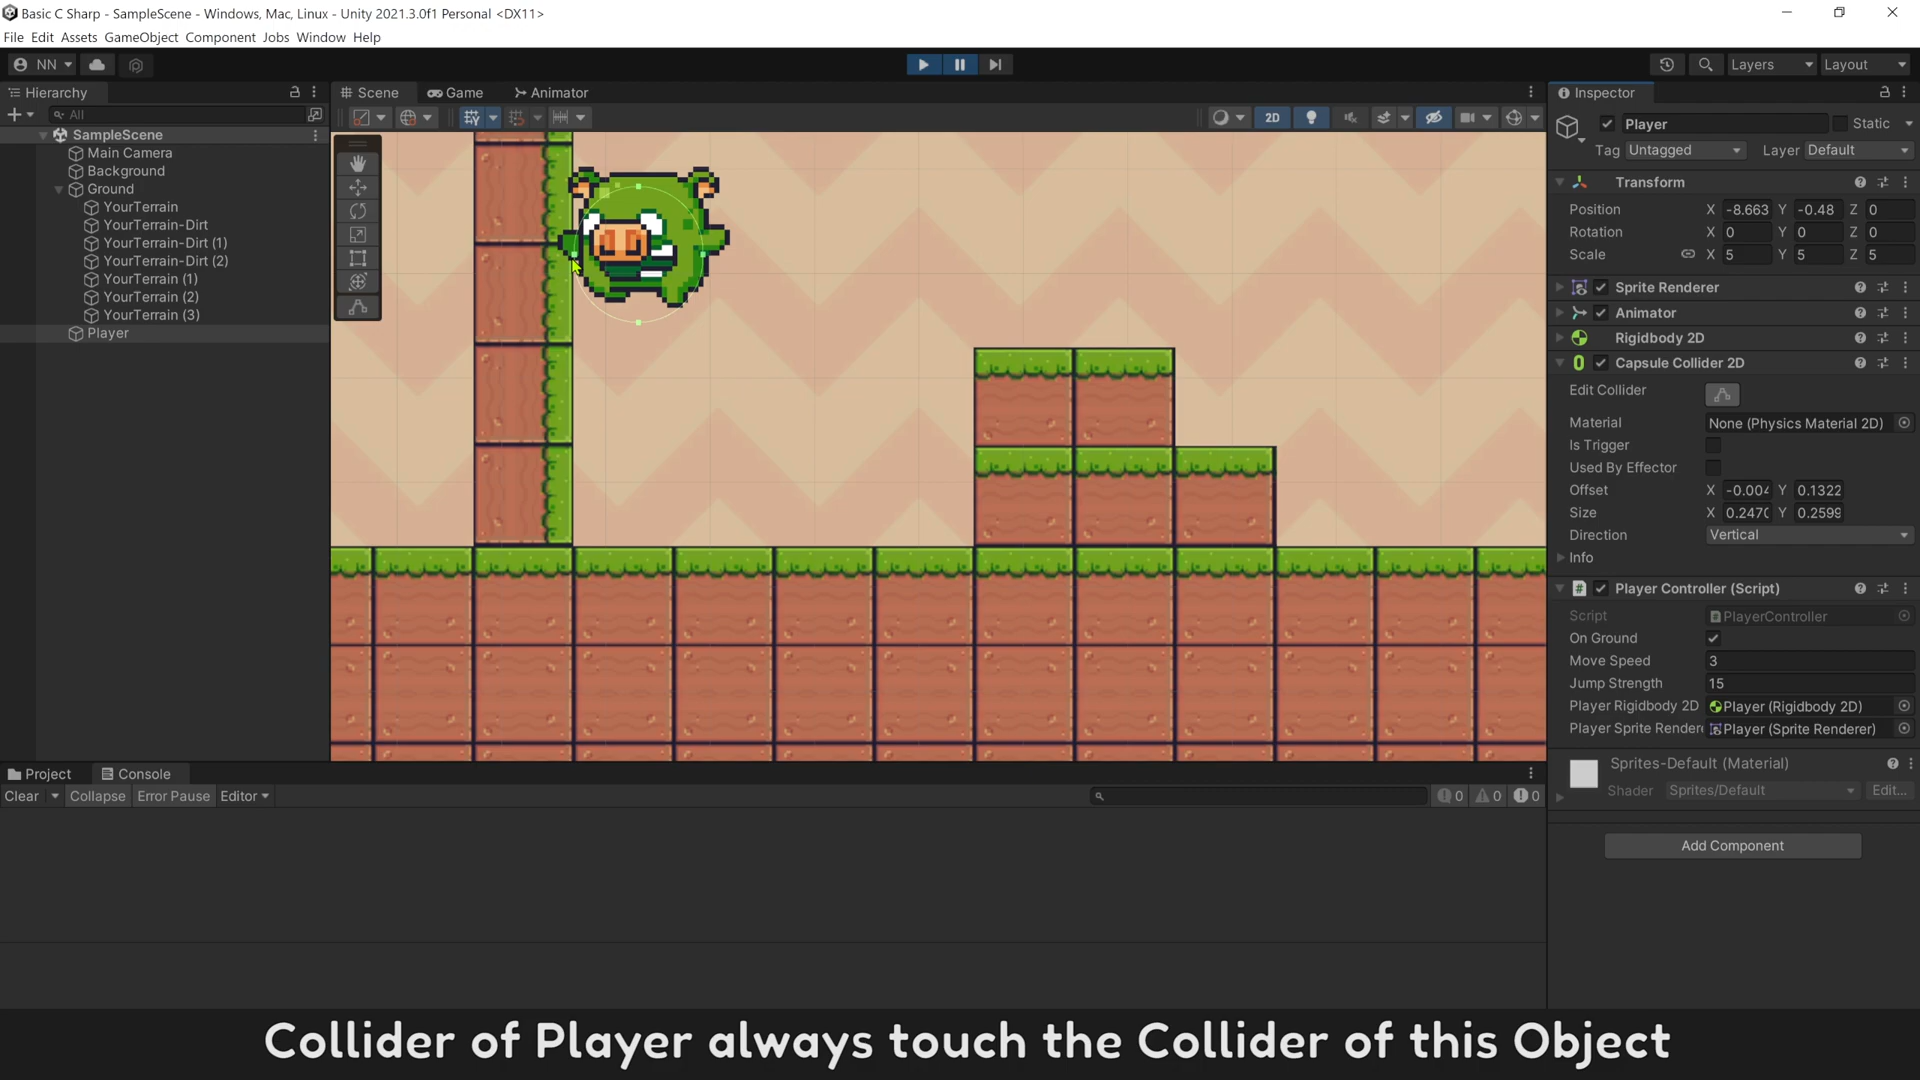 Basic C Sharp - SampleScene - Windows, Mac, Linux - Unity 2021.3.0f1 Personal <DX11>
File Edit Assets GameObject Component Jobs Window Help
NN Layers Layout
Hierarchy
All
SampleScene
Main Camera
Background
Ground
YourTerrain
YourTerrain-Dirt
YourTerrain-Dirt (1)
YourTerrain-Dirt (2)
YourTerrain (1)
YourTerrain (2)
YourTerrain (3)
Player
Scene Game Animator
2D
Inspector
Player Static
Tag Untagged Layer Default
Transform
Position X -8.663 Y -0.48 Z 0
Rotation X 0 Y 0 Z 0
Scale X 5 Y 5 Z 5
Sprite Renderer
Animator
Rigidbody 2D
Capsule Collider 2D
Edit Collider
Material None (Physics Material 2D)
Is Trigger
Used By Effector
Offset X -0.004 Y 0.1322
Size X 0.2470 Y 0.2599
Direction Vertical
Info
Player Controller (Script)
Script PlayerController
On Ground
Move Speed 3
Jump Strength 15
Player Rigidbody 2D Player (Rigidbody 2D)
Player Sprite Renderer Player (Sprite Renderer)
Sprites-Default (Material)
Shader Sprites/Default Edit...
Add Component
Project Console
Clear Collapse Error Pause Editor 0 0 0
Collider of Player always touch the Collider of this Object